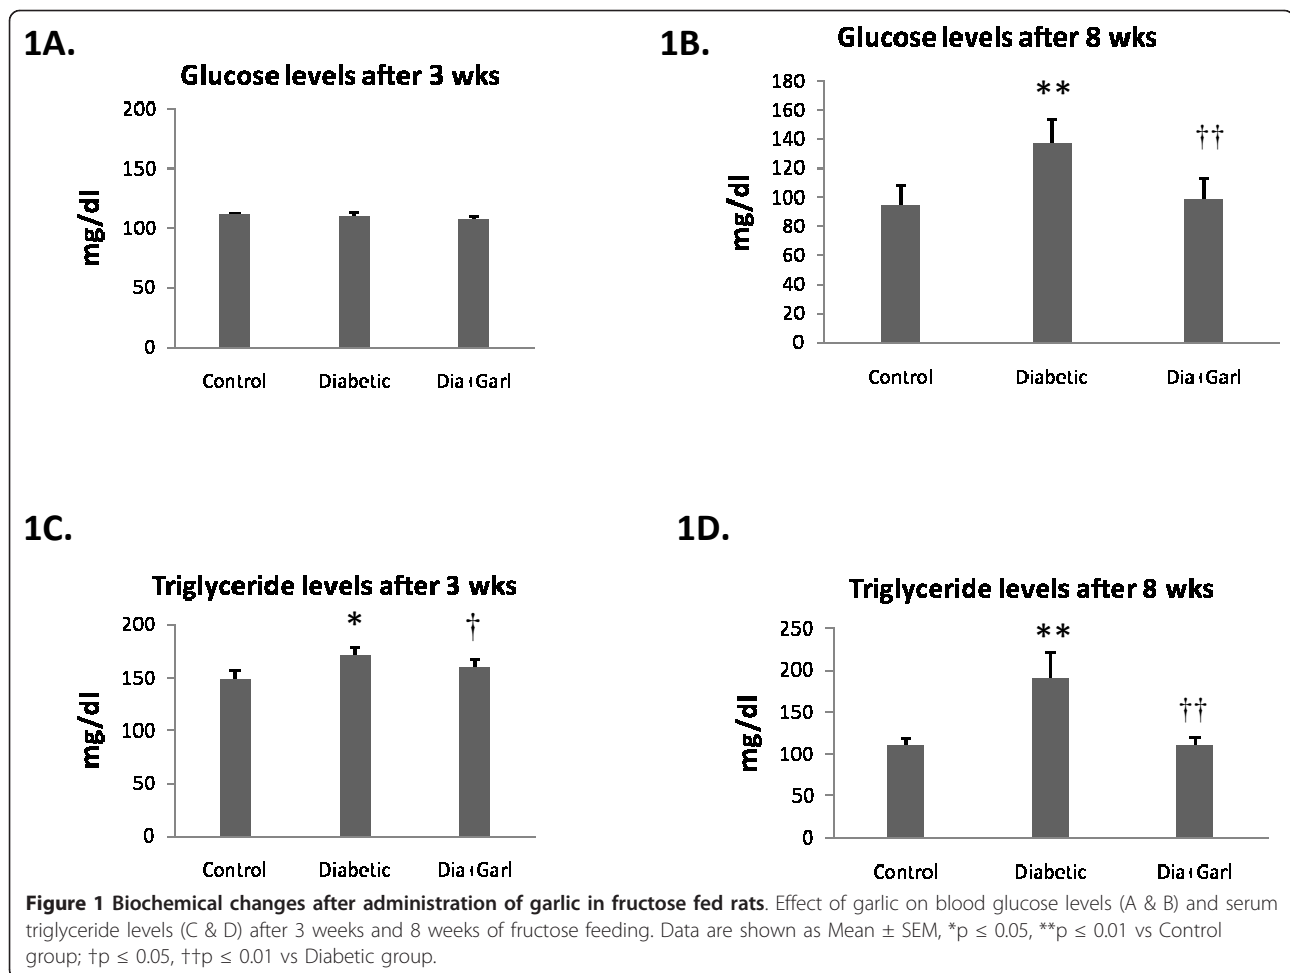 1A.
Glucose levels after 3 wks
200
150
100
50
0
mg/dl
Control Diabetic Dia+Garl
1B.
Glucose levels after 8 wks
180
160
140
120
100
80
60
40
20
0
mg/dl
**
††
Control Diabetic Dia+Garl
1C.
Triglyceride levels after 3 wks
200
150
100
50
0
mg/dl
*
†
Control Diabetic Dia+Garl
1D.
Triglyceride levels after 8 wks
250
200
150
100
50
0
mg/dl
**
††
Control Diabetic Dia+Garl
Figure 1 Biochemical changes after administration of garlic in fructose fed rats. Effect of garlic on blood glucose levels (A & B) and serum
triglyceride levels (C & D) after 3 weeks and 8 weeks of fructose feeding. Data are shown as Mean ± SEM, *p ≤ 0.05, **p ≤ 0.01 vs Control
group; †p ≤ 0.05, ††p ≤ 0.01 vs Diabetic group.